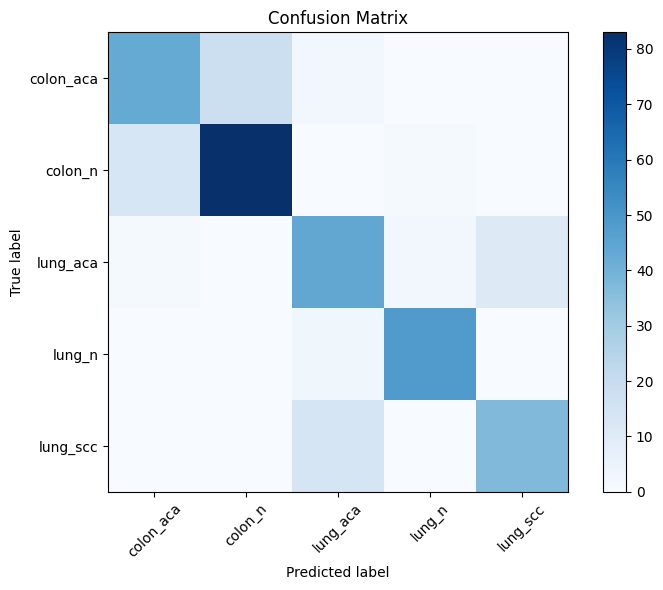 Confusion Matrix
True label
colon_aca
colon_n
lung_aca
lung_n
lung_scc
colon_aca
colon_n
lung_aca
lung_n
lung_scc
Predicted label
80
70
60
50
40
30
20
10
0